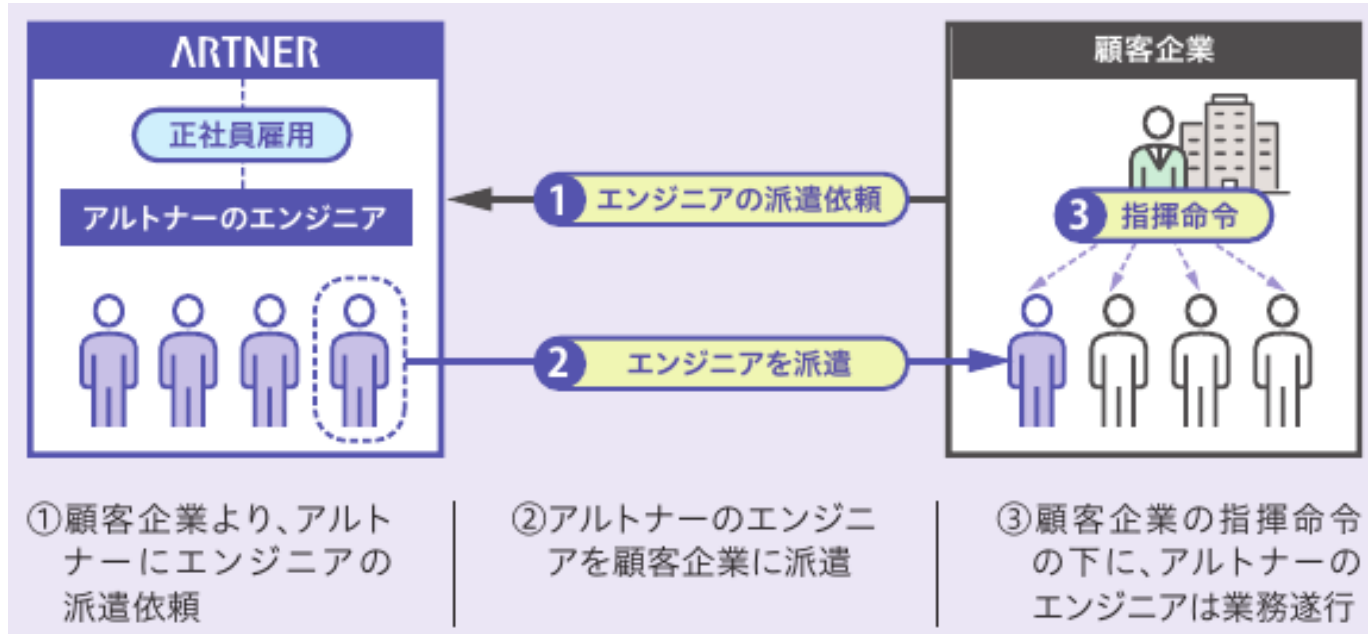 ARTNER
正社員雇用
アルトナーのエンジニア
顧客企業
1 エンジニアの派遣依頼
3 指揮命令
2 エンジニアを派遣
①顧客企業より、アルト
ナーにエンジニアの
派遣依頼
②アルトナーのエンジニ
アを顧客企業に派遣
③顧客企業の指揮命令
の下に、アルトナーの
エンジニアは業務遂行